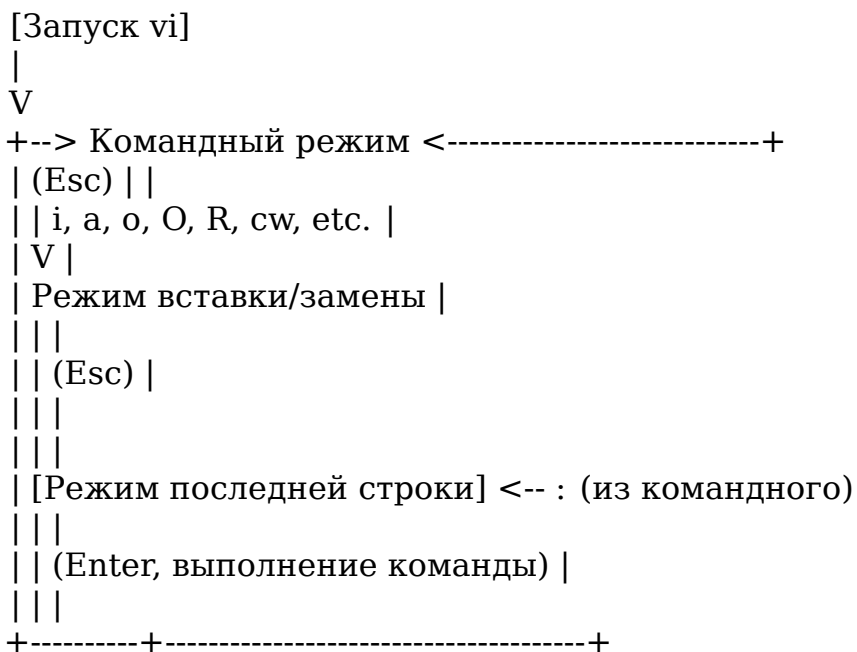 [Запуск vi]
|
V
+--> Командный режим <-----------------------------+
| (Esc) | |
| | i, a, o, O, R, cw, etc. |
| V |
| Режим вставки/замены |
| | |
| | (Esc) |
| | |
| | |
| [Режим последней строки] <-- : (из командного)
| | |
| | (Enter, выполнение команды) |
| | |
+----------+---------------------------------------+